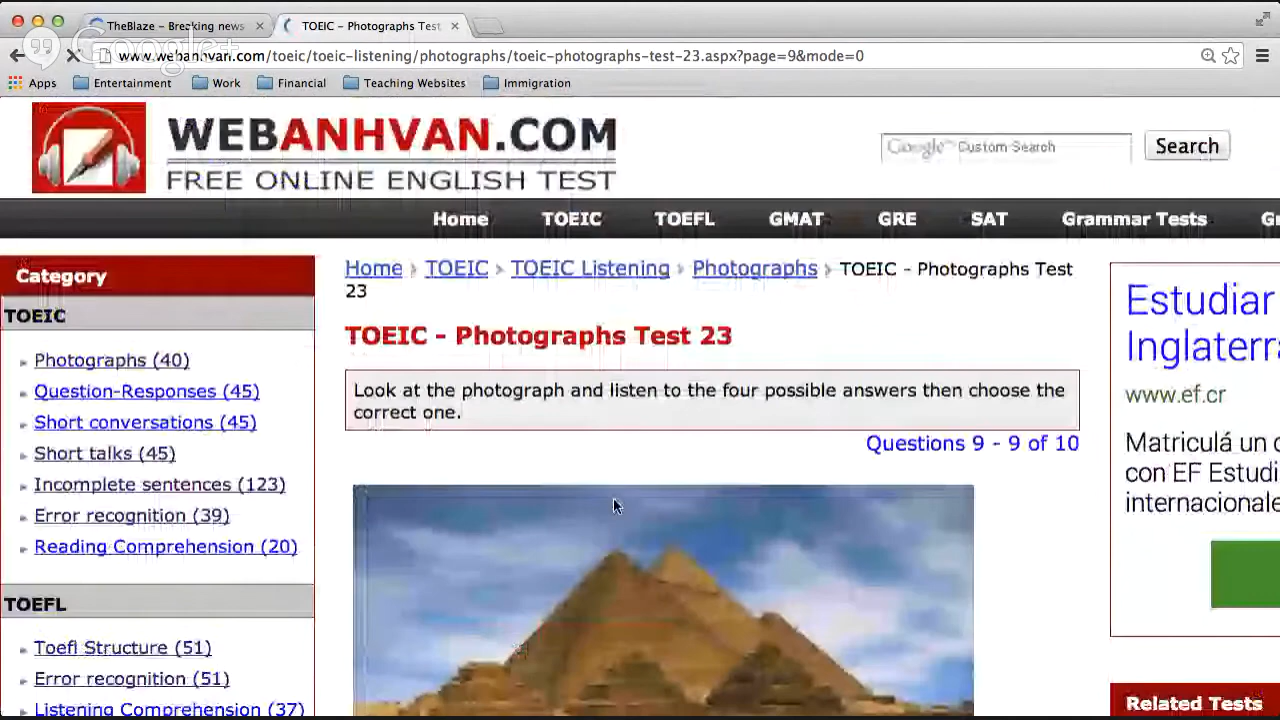 TheBlaze – Breaking news
TOEIC – Photographs Test
Google+
www.webanhvan.com/toeic/toeic-listening/photographs/toeic-photographs-test-23.aspx?page=9&mode=0
Apps Entertainment Work Financial Teaching Websites Immigration
WEBANHVAN.COM
FREE ONLINE ENGLISH TEST
Google™ Custom Search Search
Home TOEIC TOEFL GMAT GRE SAT Grammar Tests
Category
TOEIC
Photographs (40)
Question-Responses (45)
Short conversations (45)
Short talks (45)
Incomplete sentences (123)
Error recognition (39)
Reading Comprehension (20)
TOEFL
Toefl Structure (51)
Error recognition (51)
Listening Comprehension (37)
Home › TOEIC › TOEIC Listening › Photographs › TOEIC - Photographs Test
23
TOEIC - Photographs Test 23
Look at the photograph and listen to the four possible answers then choose the
correct one.
Questions 9 - 9 of 10
Estudiar
Inglaterra
www.ef.cr
Matriculá un
con EF Estudi
internacionale
Related Tests